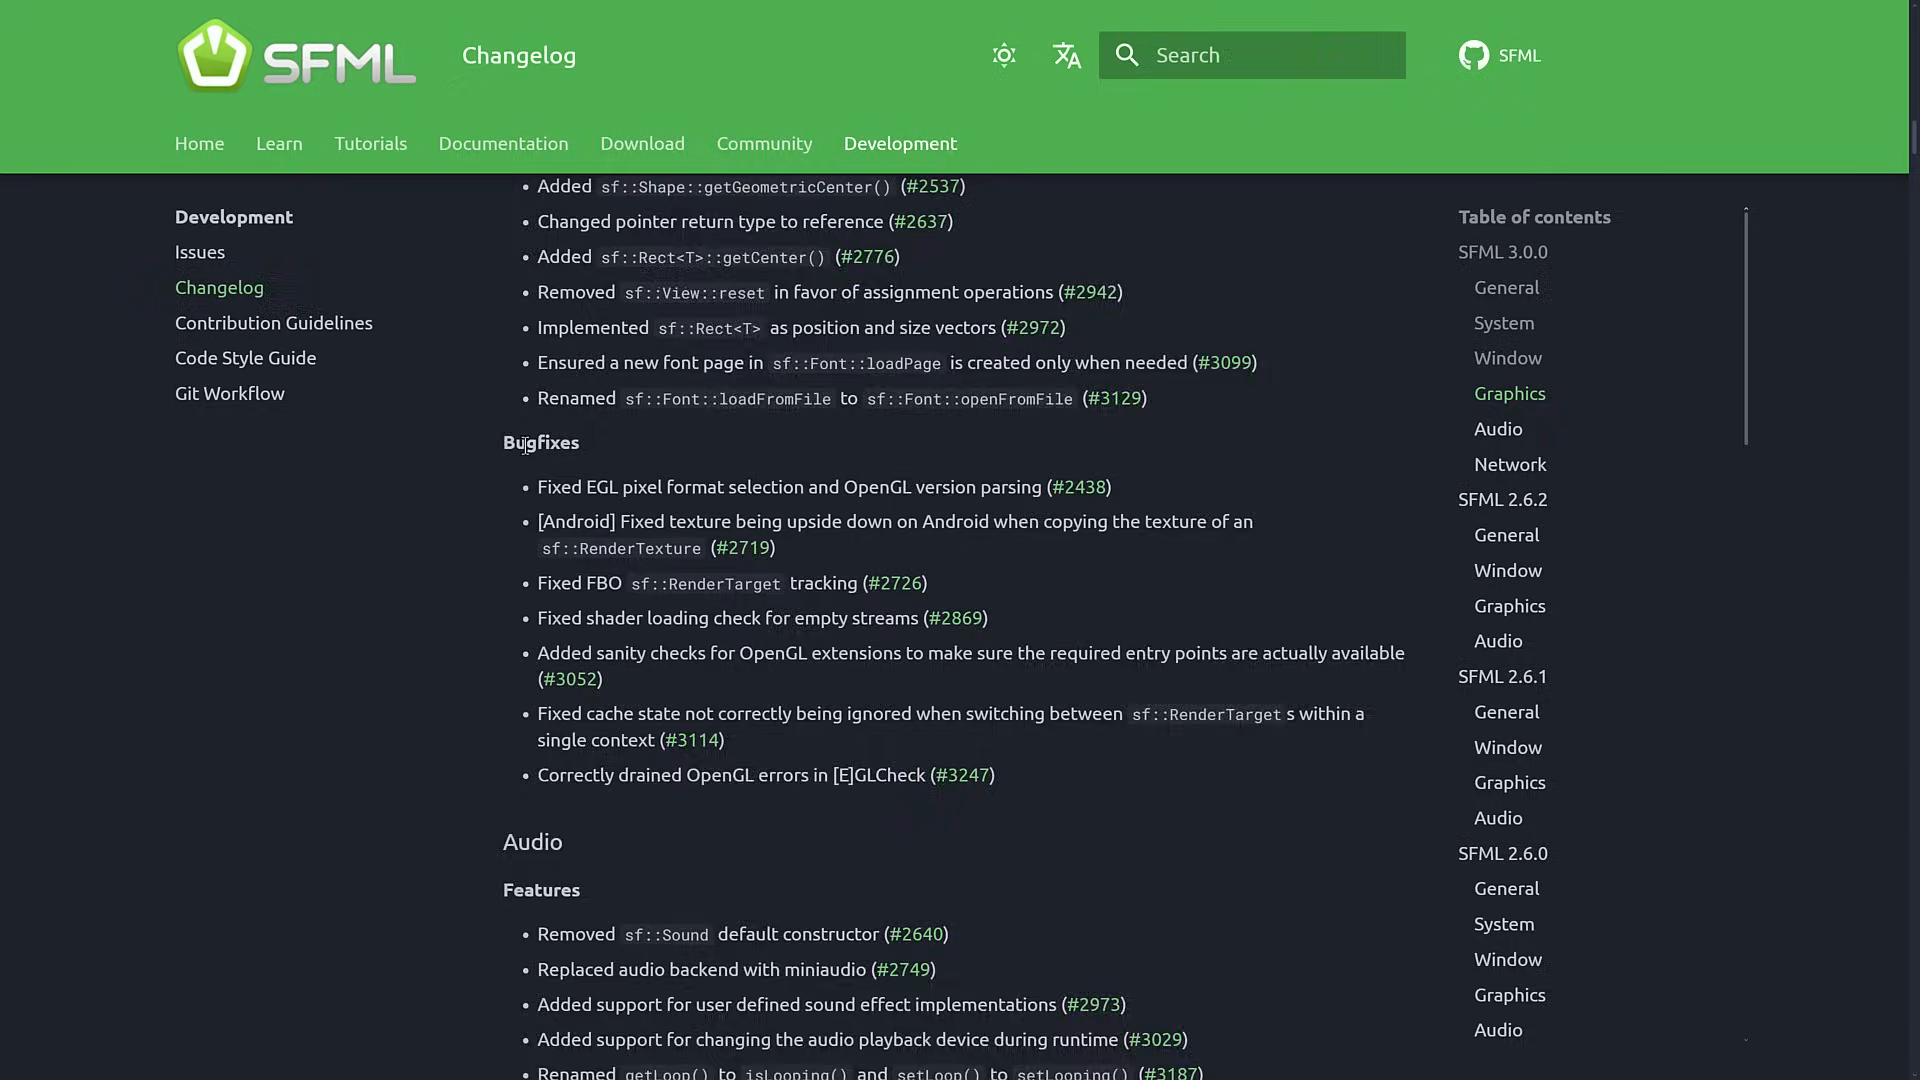 SFML
Changelog
Search
SFML
Home
Learn
Tutorials
Documentation
Download
Community
Development
Development
Issues
Changelog
Contribution Guidelines
Code Style Guide
Git Workflow
Added sf::Shape::getGeometricCenter() (#2537)
Changed pointer return type to reference (#2637)
Added sf::Rect<T>::getCenter() (#2776)
Removed sf::View::reset in favor of assignment operations (#2942)
Implemented sf::Rect<T> as position and size vectors (#2972)
Ensured a new font page in sf::Font::loadPage is created only when needed (#3099)
Renamed sf::Font::loadFromFile to sf::Font::openFromFile (#3129)
Bugfixes
Fixed EGL pixel format selection and OpenGL version parsing (#2438)
[Android] Fixed texture being upside down on Android when copying the texture of an
sf::RenderTexture (#2719)
Fixed FBO sf::RenderTarget tracking (#2726)
Fixed shader loading check for empty streams (#2869)
Added sanity checks for OpenGL extensions to make sure the required entry points are actually available
(#3052)
Fixed cache state not correctly being ignored when switching between sf::RenderTarget s within a
single context (#3114)
Correctly drained OpenGL errors in [E]GLCheck (#3247)
Audio
Features
Removed sf::Sound default constructor (#2640)
Replaced audio backend with miniaudio (#2749)
Added support for user defined sound effect implementations (#2973)
Added support for changing the audio playback device during runtime (#3029)
Renamed getLoop() to isLooping() and setLoop() to setLooping() (#3187)
Table of contents
SFML 3.0.0
General
System
Window
Graphics
Audio
Network
SFML 2.6.2
General
Window
Graphics
Audio
SFML 2.6.1
General
Window
Graphics
Audio
SFML 2.6.0
General
System
Window
Graphics
Audio